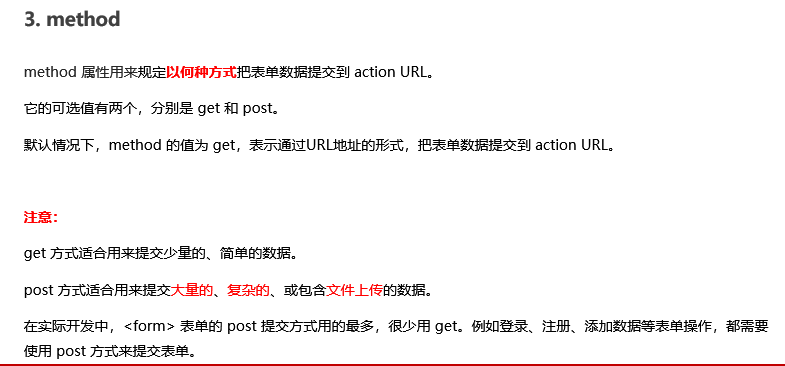 3. method
method 属性用来规定以何种方式把表单数据提交到 action URL。
它的可选值有两个，分别是 get 和 post。
默认情况下，method 的值为 get，表示通过URL地址的形式，把表单数据提交到 action URL。
注意：
get 方式适合用来提交少量的、简单的数据。
post 方式适合用来提交大量的、复杂的、或包含文件上传的数据。
在实际开发中，<form> 表单的 post 提交方式用的最多，很少用 get。例如登录、注册、添加数据等表单操作，都需要
使用 post 方式来提交表单。